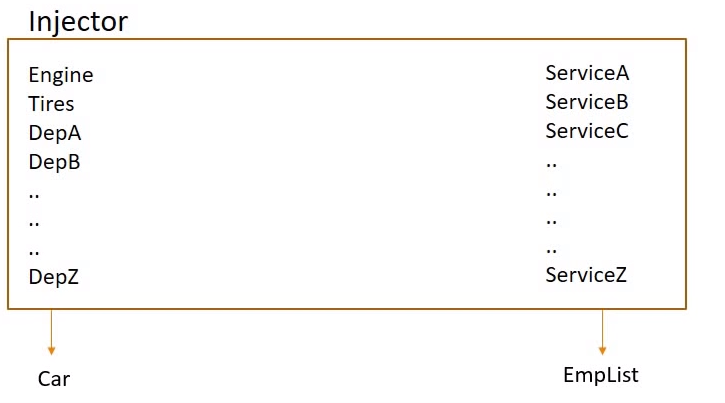 Injector
Engine
Tires
DepA
DepB
..
..
..
DepZ
ServiceA
ServiceB
ServiceC
..
..
..
..
ServiceZ
Car
EmpList